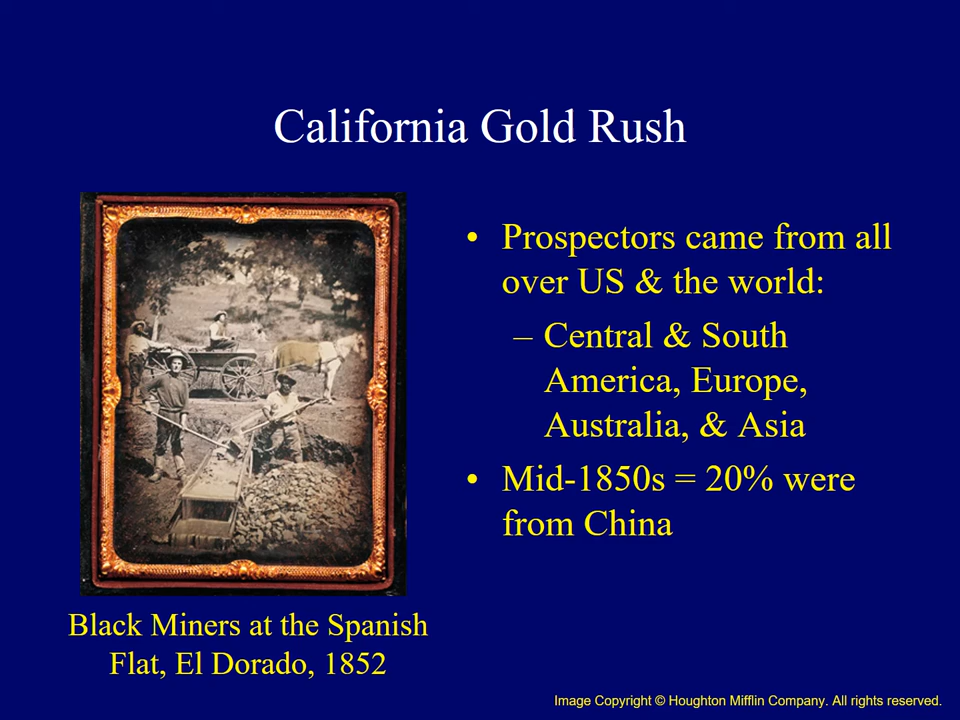 California Gold Rush
• Prospectors came from all
over US & the world:
– Central & South
America, Europe,
Australia, & Asia
• Mid-1850s = 20% were
from China
Black Miners at the Spanish
Flat, El Dorado, 1852
Image Copyright © Houghton Mifflin Company. All rights reserved.